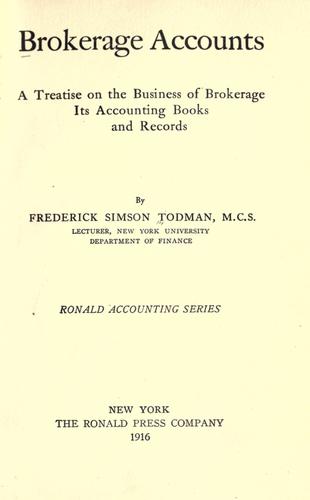 Brokerage Accounts
A Treatise on the Business of Brokerage
Its Accounting Books
and Records
By
FREDERICK SIMSON TODMAN, M.C.S.
LECTURER, NEW YORK UNIVERSITY
DEPARTMENT OF FINANCE
RONALD ACCOUNTING SERIES
NEW YORK
THE RONALD PRESS COMPANY
1916